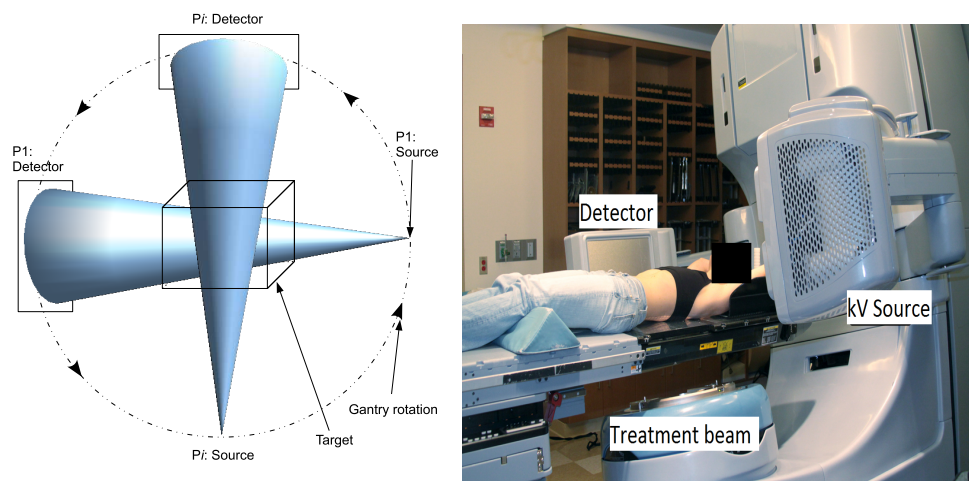 Pi: Detector
P1:
Detector
P1:
Source
Gantry rotation
Target
Pi: Source
Detector
kV Source
Treatment beam